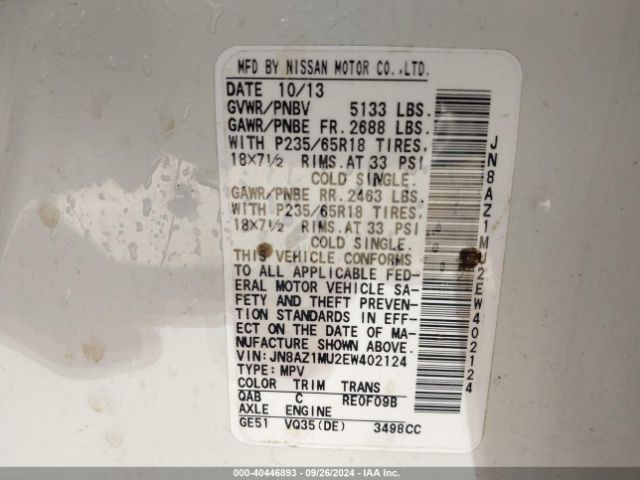 MFD BY NISSAN MOTOR CO.,LTD.
DATE 10/13
GVWR/PNBV 5133 LBS.
GAWR/PNBE FR. 2688 LBS.
WITH P235/65R18 TIRES.
18X7½ RIMS. AT 33 PSI
COLD SINGLE.
GAWR/PNBE RR. 2463 LBS.
WITH P235/65R18 TIRES.
18X7½ RIMS. AT 33 PSI
COLD SINGLE.
THIS VEHICLE CONFORMS
TO ALL APPLICABLE FED-
ERAL MOTOR VEHICLE SA-
FETY AND THEFT PREVEN-
TION STANDARDS IN EFF-
ECT ON THE DATE OF MA-
NUFACTURE SHOWN ABOVE.
VIN: JN8AZ1MU2EW402124
TYPE: MPV
COLOR TRIM TRANS
QAB C RE0F09B
AXLE ENGINE
GE51 VQ35(DE) 3498CC
JN8AZ1MU2EW402124
000-40446893 - 09/26/2024 - IAA Inc.